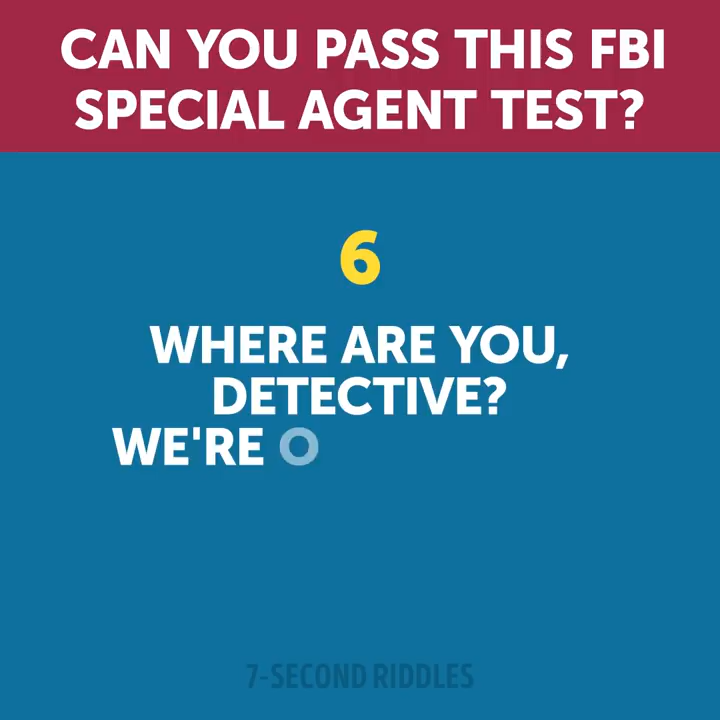 CAN YOU PASS THIS FBI
SPECIAL AGENT TEST?
6
WHERE ARE YOU,
DETECTIVE?
WE'RE O
7-SECOND RIDDLES